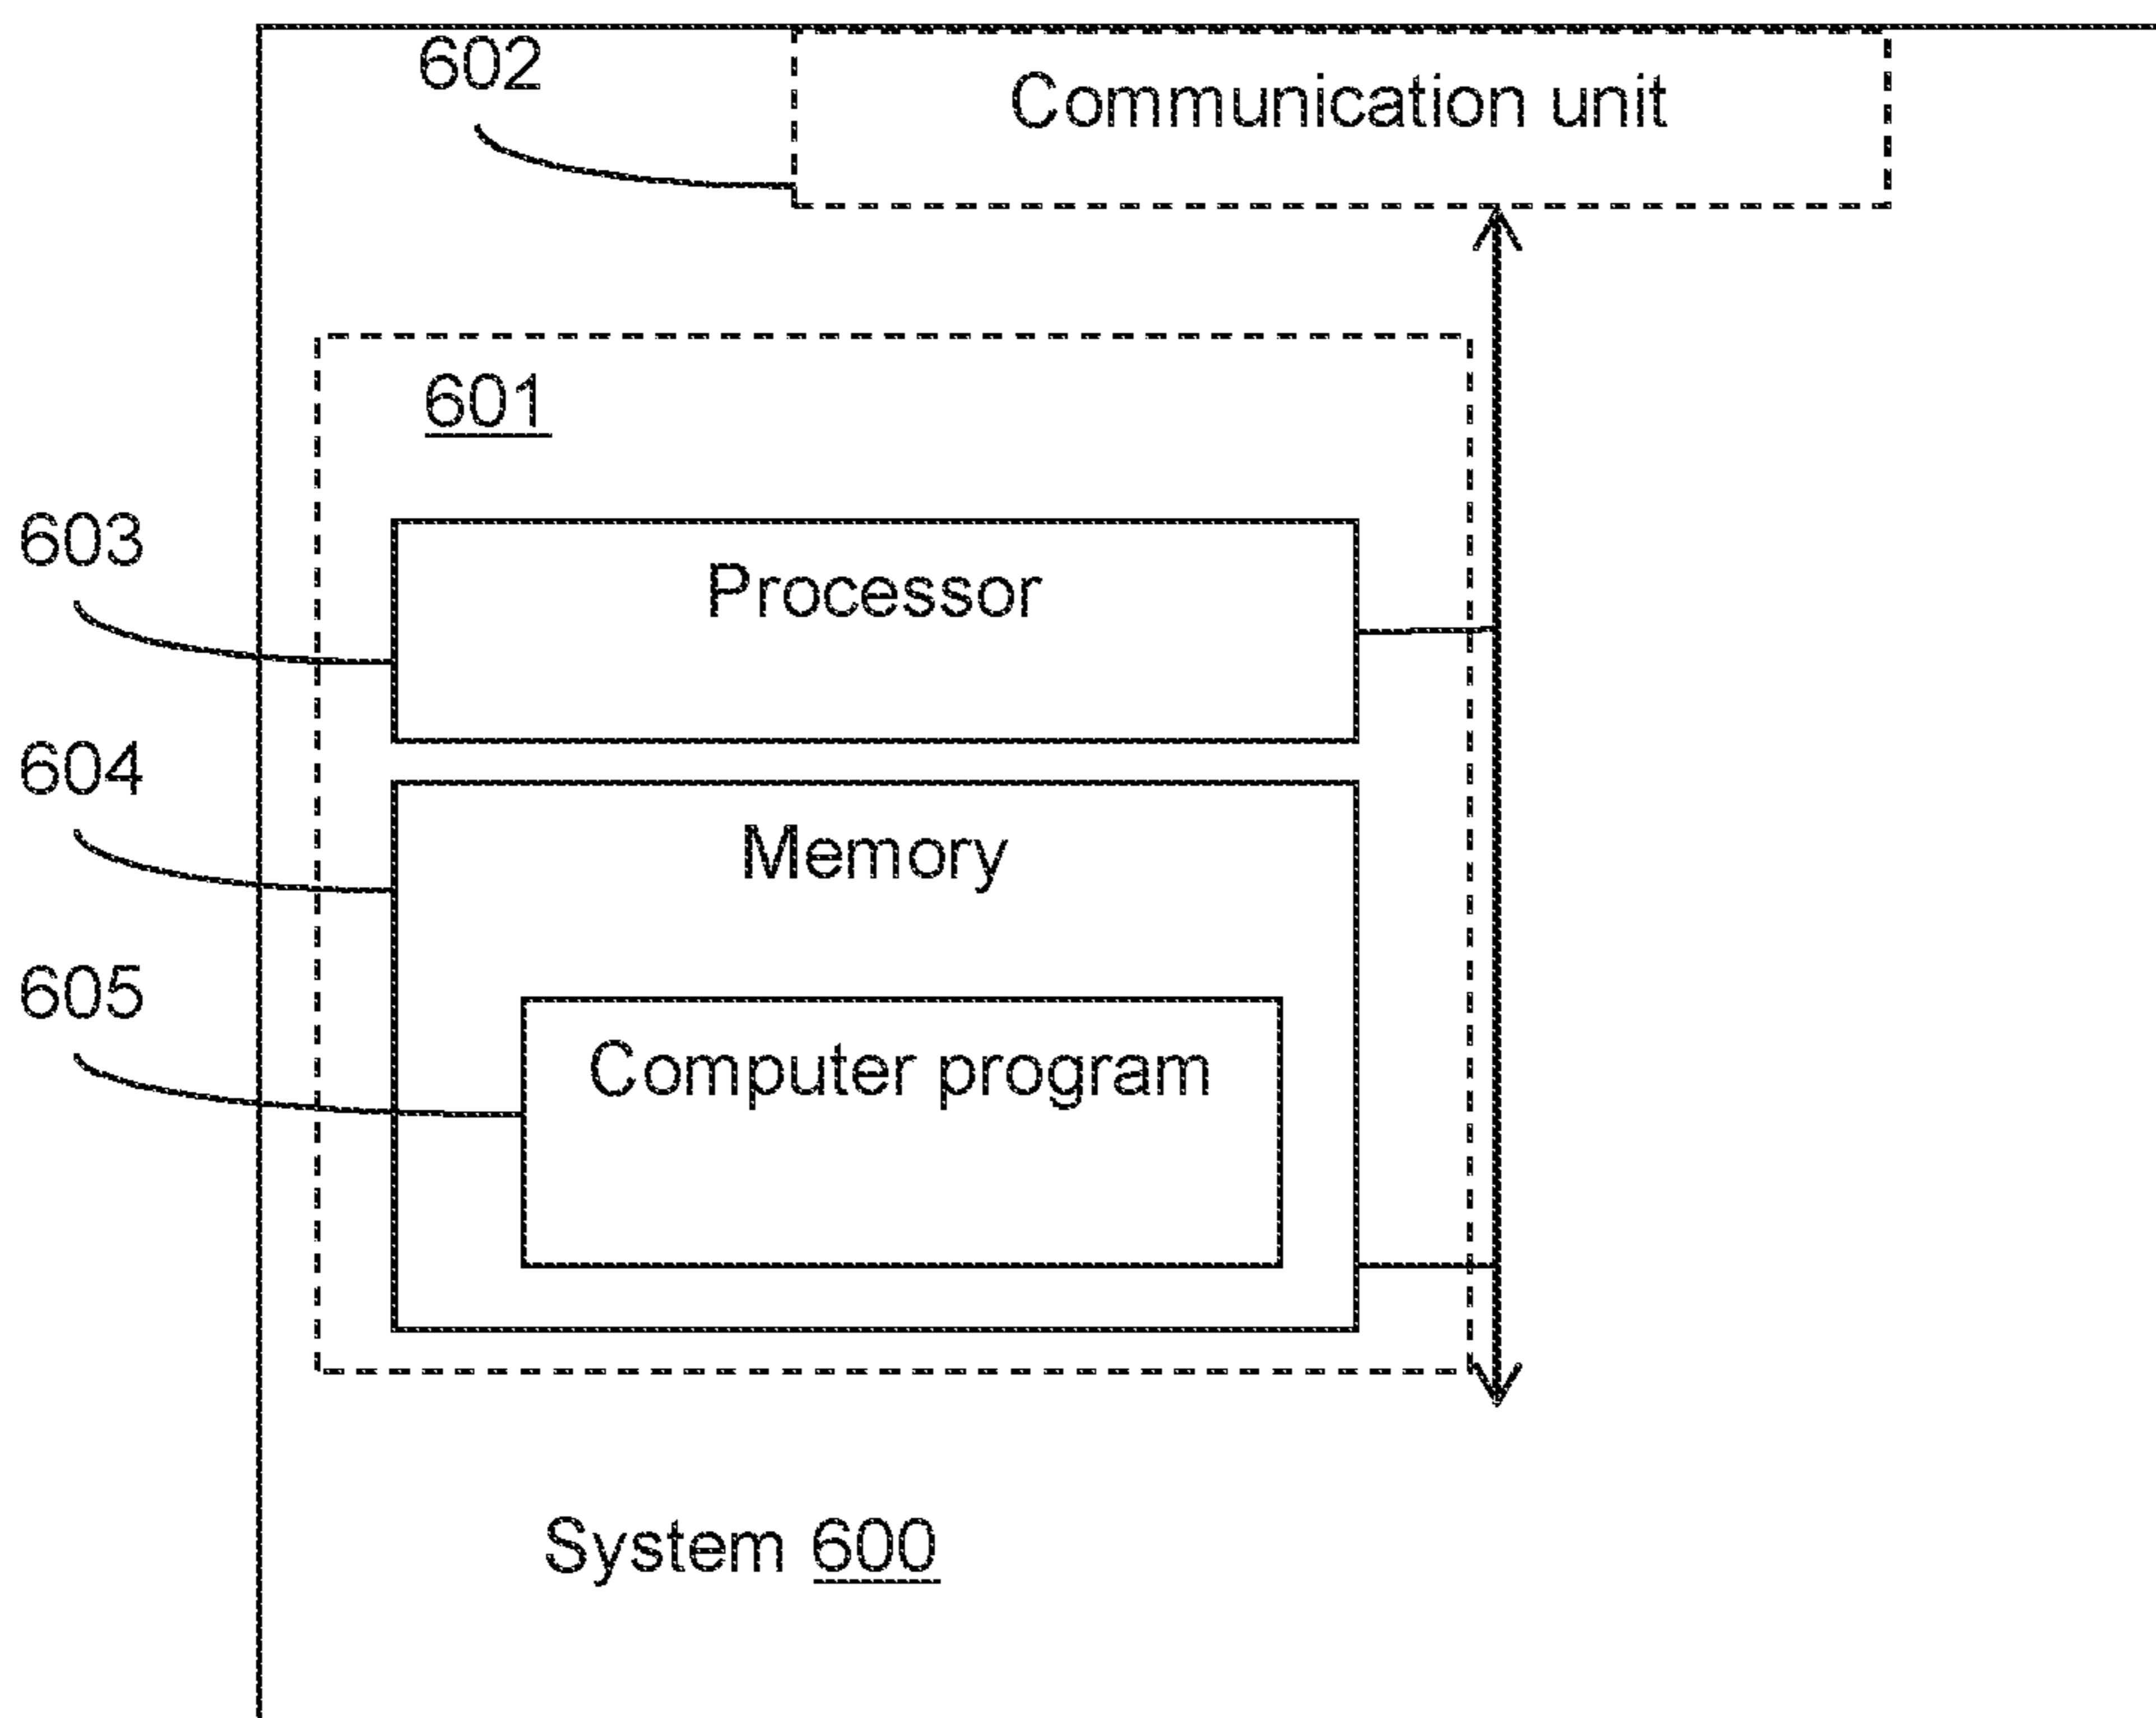 602
Communication unit
601
603
Processor
604
Memory
605
Computer program
System 600